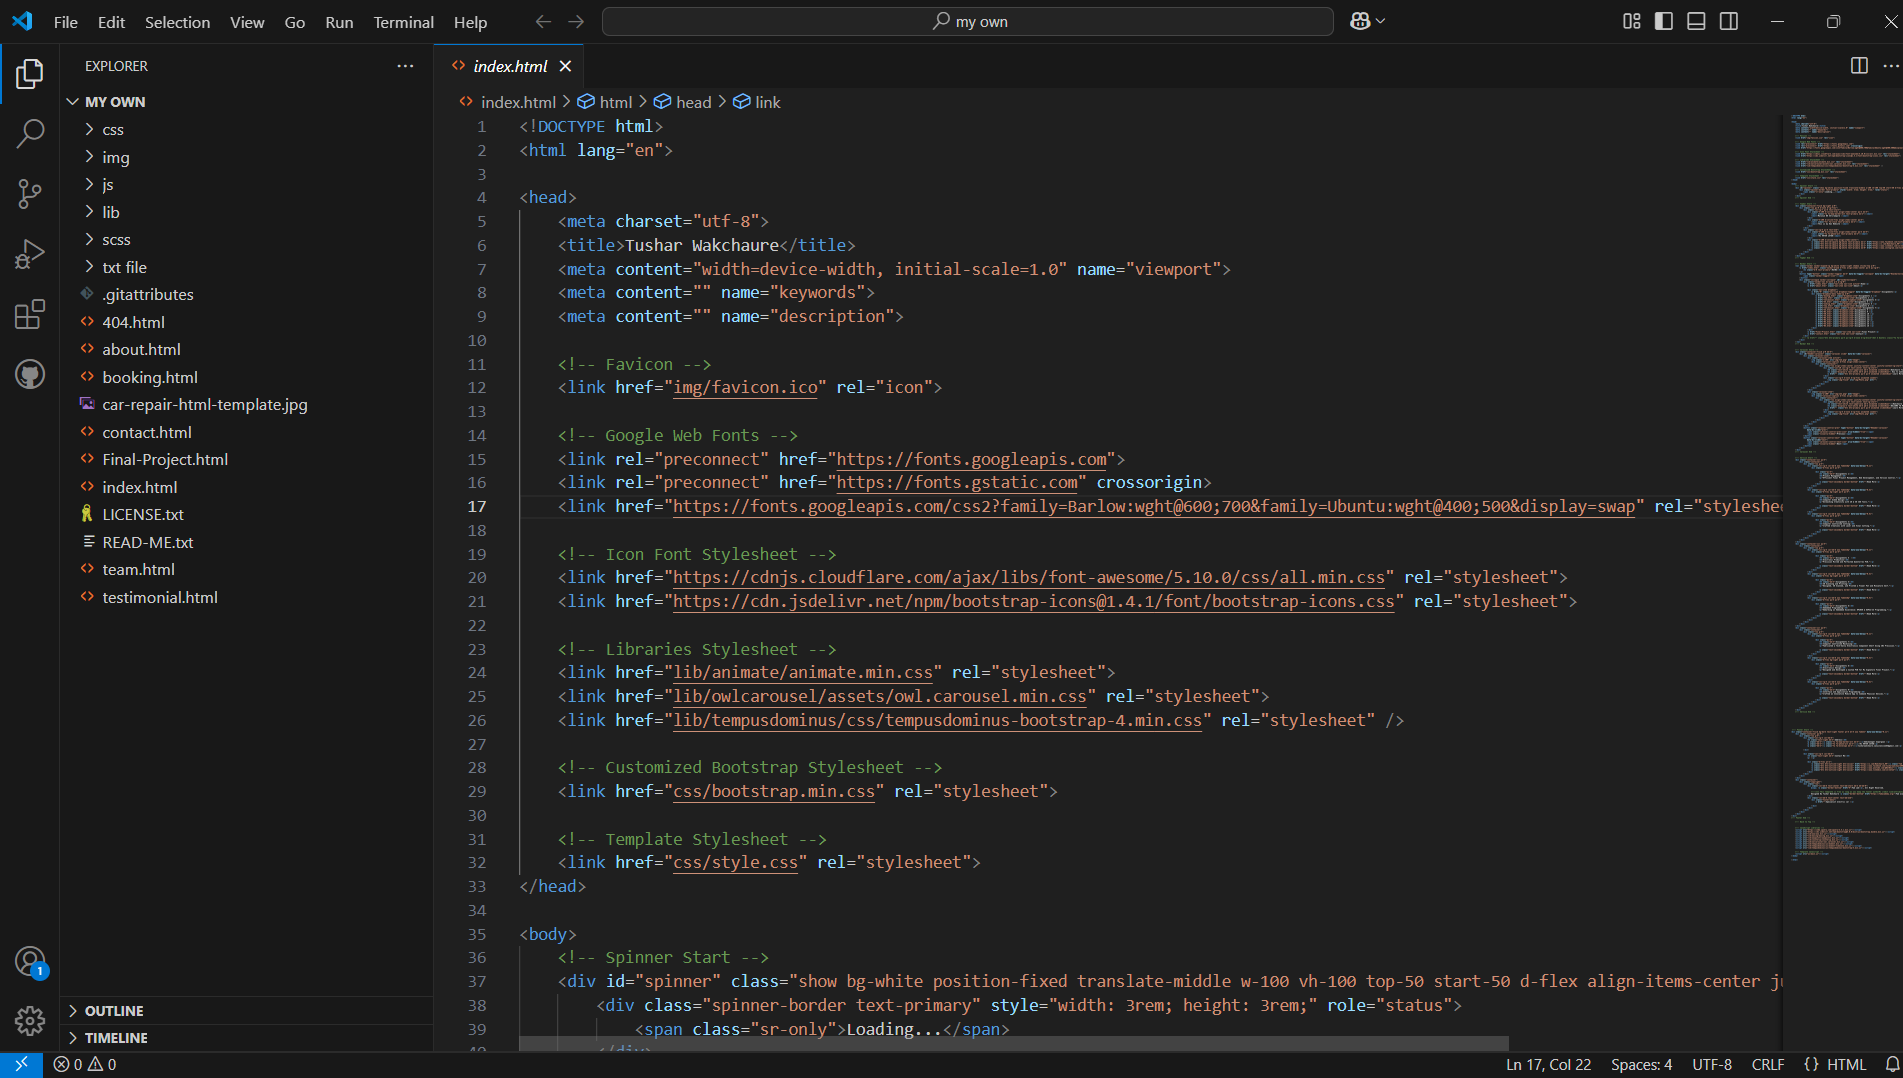 File Edit Selection View Go Run Terminal Help
my own
EXPLORER
MY OWN
css
img
js
lib
scss
txt file
.gitattributes
404.html
about.html
booking.html
car-repair-html-template.jpg
contact.html
Final-Project.html
index.html
LICENSE.txt
READ-ME.txt
team.html
testimonial.html
OUTLINE
TIMELINE
index.html
index.html > html > head > link
1 <!DOCTYPE html>
2 <html lang="en">
3
4 <head>
5 <meta charset="utf-8">
6 <title>Tushar Wakchaure</title>
7 <meta content="width=device-width, initial-scale=1.0" name="viewport">
8 <meta content="" name="keywords">
9 <meta content="" name="description">
10
11 <!-- Favicon -->
12 <link href="img/favicon.ico" rel="icon">
13
14 <!-- Google Web Fonts -->
15 <link rel="preconnect" href="https://fonts.googleapis.com">
16 <link rel="preconnect" href="https://fonts.gstatic.com" crossorigin>
17 <link href="https://fonts.googleapis.com/css2?family=Barlow:wght@600;700&family=Ubuntu:wght@400;500&display=swap" rel="styleshee
18
19 <!-- Icon Font Stylesheet -->
20 <link href="https://cdnjs.cloudflare.com/ajax/libs/font-awesome/5.10.0/css/all.min.css" rel="stylesheet">
21 <link href="https://cdn.jsdelivr.net/npm/bootstrap-icons@1.4.1/font/bootstrap-icons.css" rel="stylesheet">
22
23 <!-- Libraries Stylesheet -->
24 <link href="lib/animate/animate.min.css" rel="stylesheet">
25 <link href="lib/owlcarousel/assets/owl.carousel.min.css" rel="stylesheet">
26 <link href="lib/tempusdominus/css/tempusdominus-bootstrap-4.min.css" rel="stylesheet" />
27
28 <!-- Customized Bootstrap Stylesheet -->
29 <link href="css/bootstrap.min.css" rel="stylesheet">
30
31 <!-- Template Stylesheet -->
32 <link href="css/style.css" rel="stylesheet">
33 </head>
34
35 <body>
36 <!-- Spinner Start -->
37 <div id="spinner" class="show bg-white position-fixed translate-middle w-100 vh-100 top-50 start-50 d-flex align-items-center ju
38 <div class="spinner-border text-primary" style="width: 3rem; height: 3rem;" role="status">
39 <span class="sr-only">Loading...</span>
40 </div>
1
0 0
Ln 17, Col 22 Spaces: 4 UTF-8 CRLF {} HTML